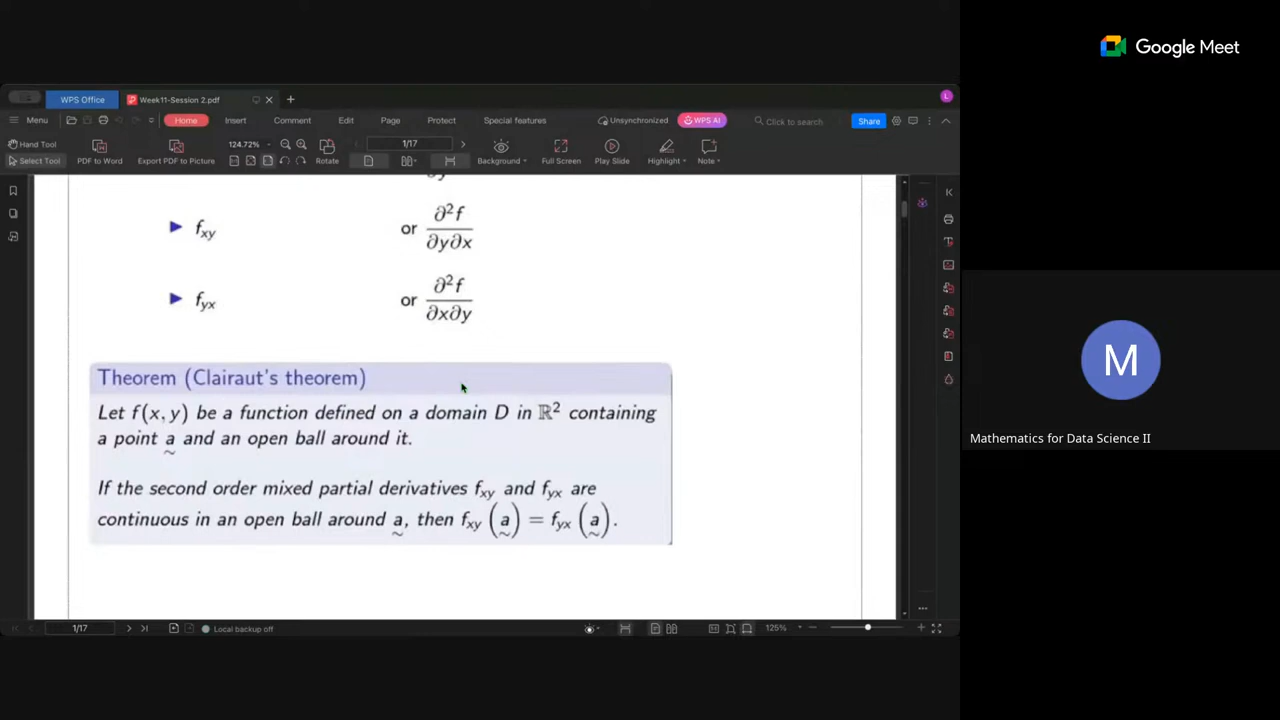 Google Meet
WPS Office
Week11-Session 2.pdf
L
Menu
Home
Insert
Comment
Edit
Page
Protect
Special features
Unsynchronized
WPS AI
Click to search
Share
Hand Tool
Select Tool
PDF to Word
Export PDF to Picture
124.72%
1/17
Rotate
Background
Full Screen
Play Slide
Highlight
Note
∂y
► f_xy or ∂²f/∂y∂x
► f_yx or ∂²f/∂x∂y
Theorem (Clairaut's theorem)
Let f(x, y) be a function defined on a domain D in ℝ² containing
a point a̰ and an open ball around it.
If the second order mixed partial derivatives f_xy and f_yx are
continuous in an open ball around a̰, then f_xy(a̰) = f_yx(a̰).
M
Mathematics for Data Science II
1/17
Local backup off
125%